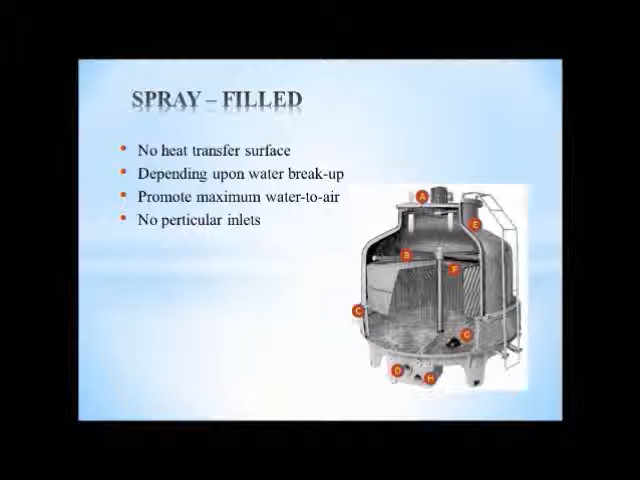 SPRAY – FILLED
• No heat transfer surface
• Depending upon water break-up
• Promote maximum water-to-air
• No perticular inlets
A
E
B
F
C
G
D
H